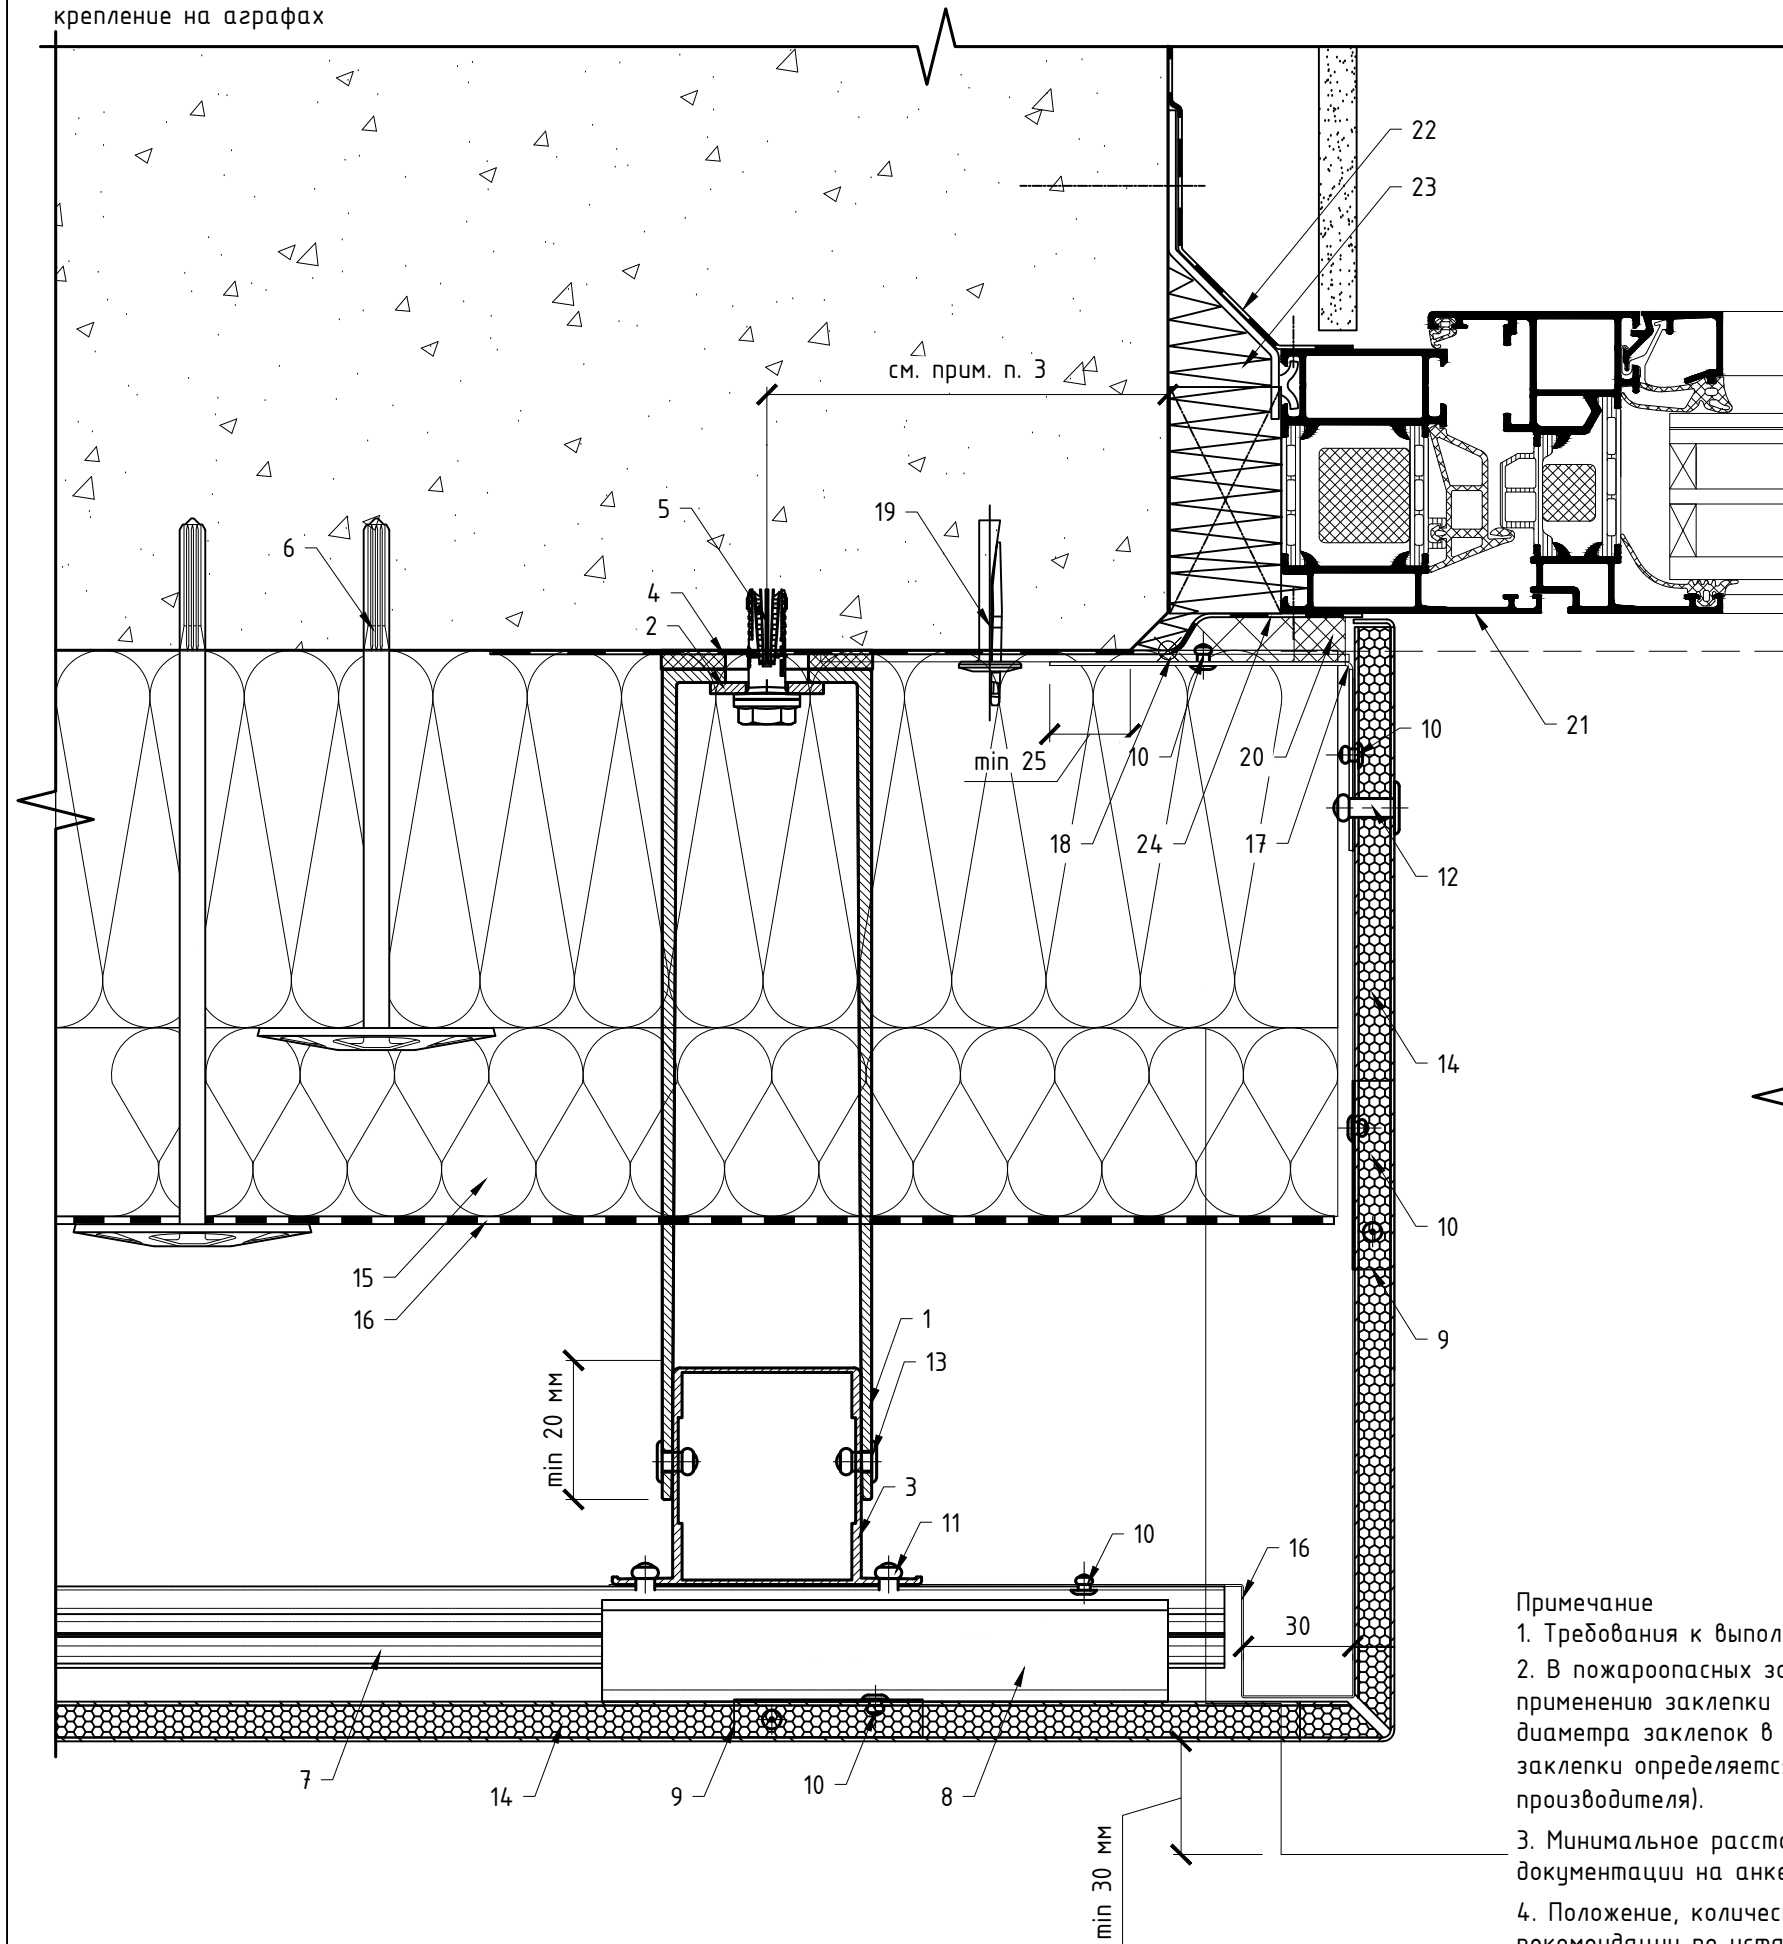 крепление на аграфах
22
23
см. прим. п. 3
5
19
6
4
2
21
10
min 25
10
20
18
24
17
12
14
10
15
16
9
1
13
min 20 мм
3
11
10
16
30
7
14
9
10
8
min 30 мм
Примечание
1. Требования к выпол
2. В пожароопасных зо
применению заклепки
диаметра заклепок в
заклепки определяетс
производителя).
3. Минимальное расст
документации на анке
4. Положение, количес